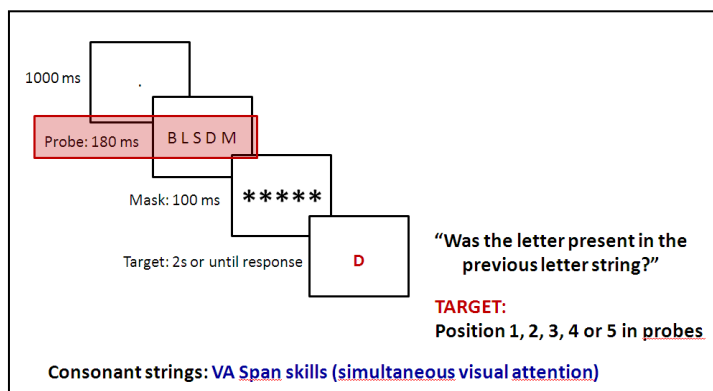 1000 ms
Probe: 180 ms
B L S D M
Mask: 100 ms
*****
Target: 2s or until response
D
“Was the letter present in the
previous letter string?”
TARGET:
Position 1, 2, 3, 4 or 5 in probes
Consonant strings: VA Span skills (simultaneous visual attention)